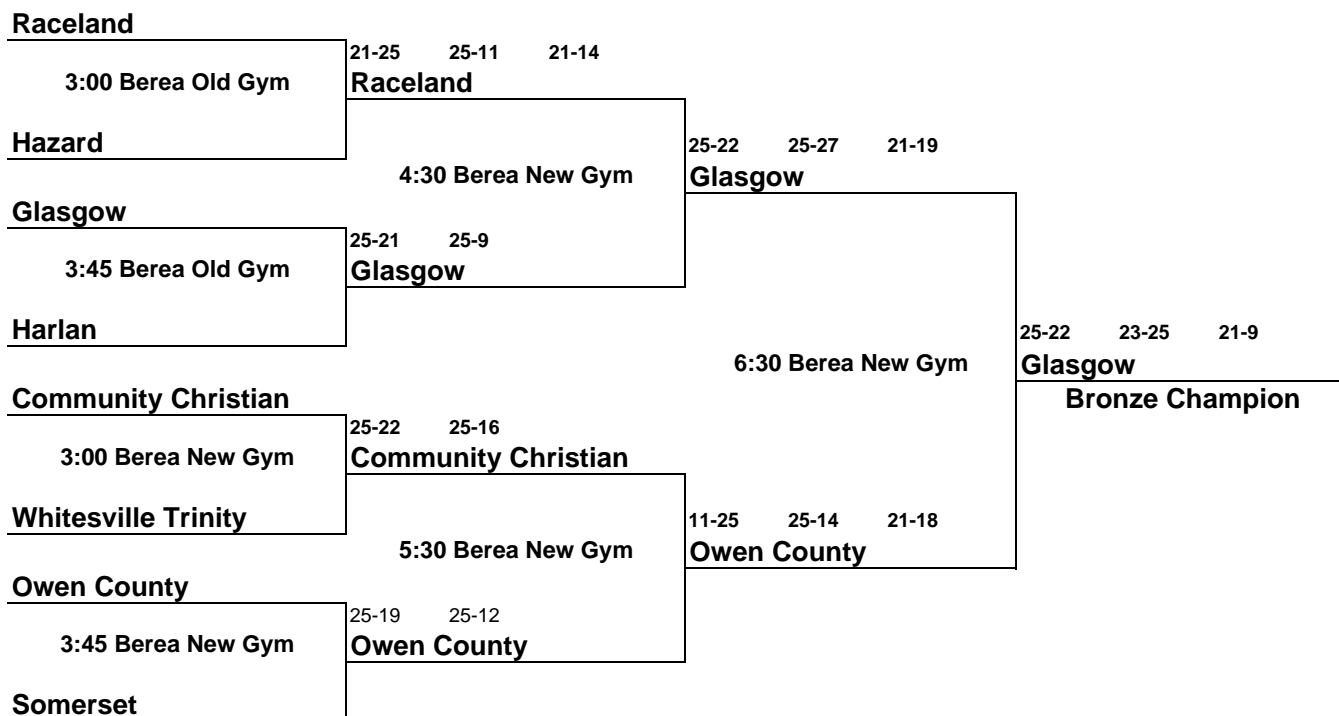 Raceland
21-25 25-11 21-14
3:00 Berea Old Gym
Raceland
Hazard
25-22 25-27 21-19
4:30 Berea New Gym
Glasgow
Glasgow
25-21 25-9
3:45 Berea Old Gym
Glasgow
Harlan
25-22 23-25 21-9
6:30 Berea New Gym
Glasgow
Community Christian
Bronze Champion
25-22 25-16
3:00 Berea New Gym
Community Christian
Whitesville Trinity
11-25 25-14 21-18
5:30 Berea New Gym
Owen County
Owen County
25-19 25-12
3:45 Berea New Gym
Owen County
Somerset